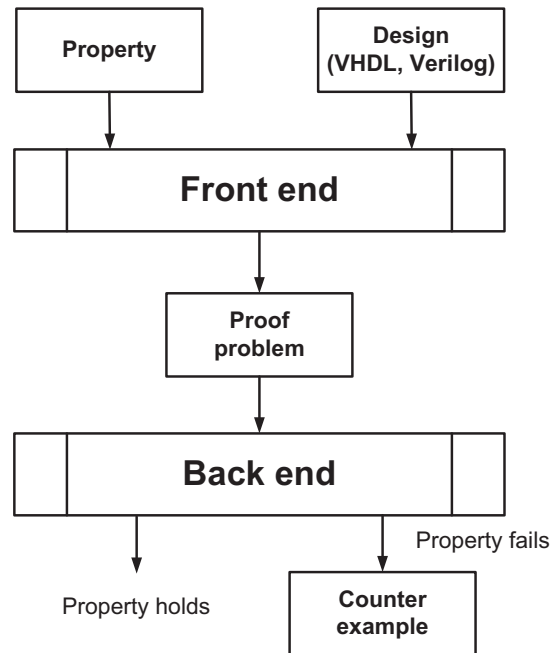 Property
Design
(VHDL, Verilog)
Front end
Proof
problem
Back end
Property fails
Property holds
Counter
example